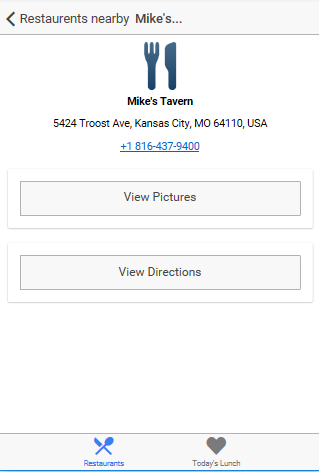 Restaurents nearby Mike's...
Mike's Tavern
5424 Troost Ave, Kansas City, MO 64110, USA
+1 816-437-9400
View Pictures
View Directions
Restaurants Today's Lunch